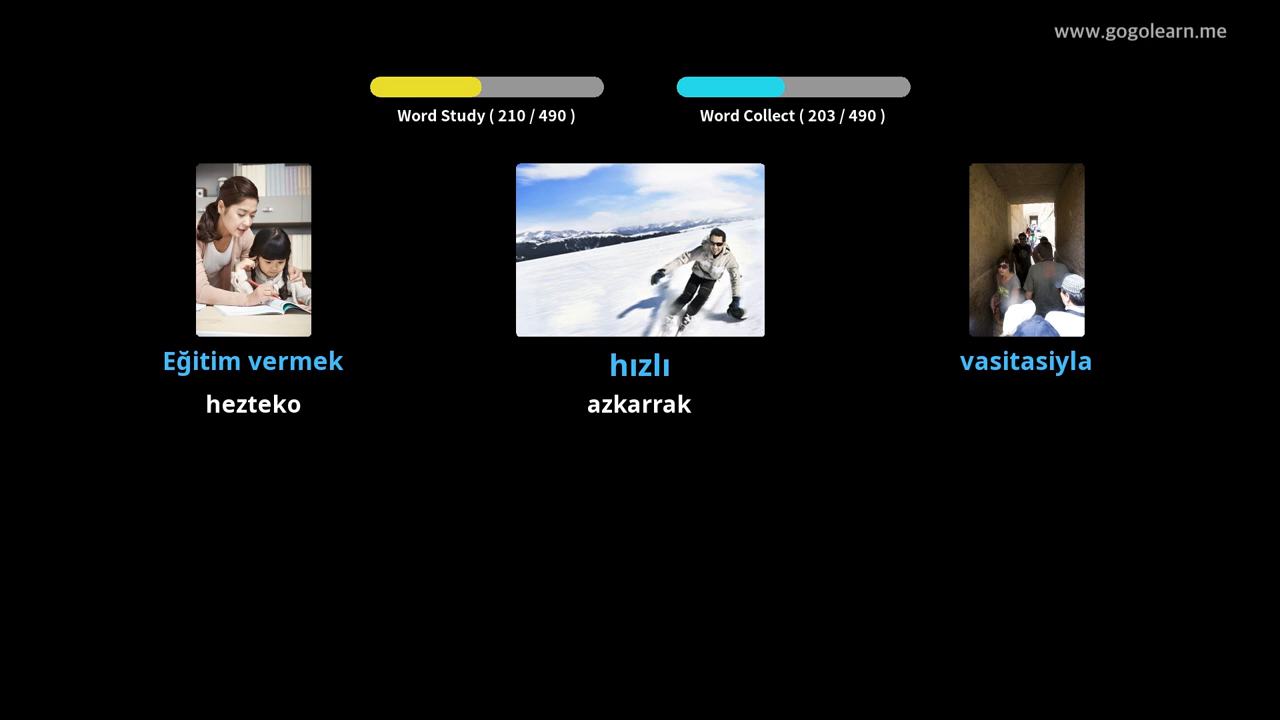 www.gogolearn.me
Word Study ( 210 / 490 )
Word Collect ( 203 / 490 )
Eğitim vermek
hezteko
hızlı
azkarrak
vasitasiyla